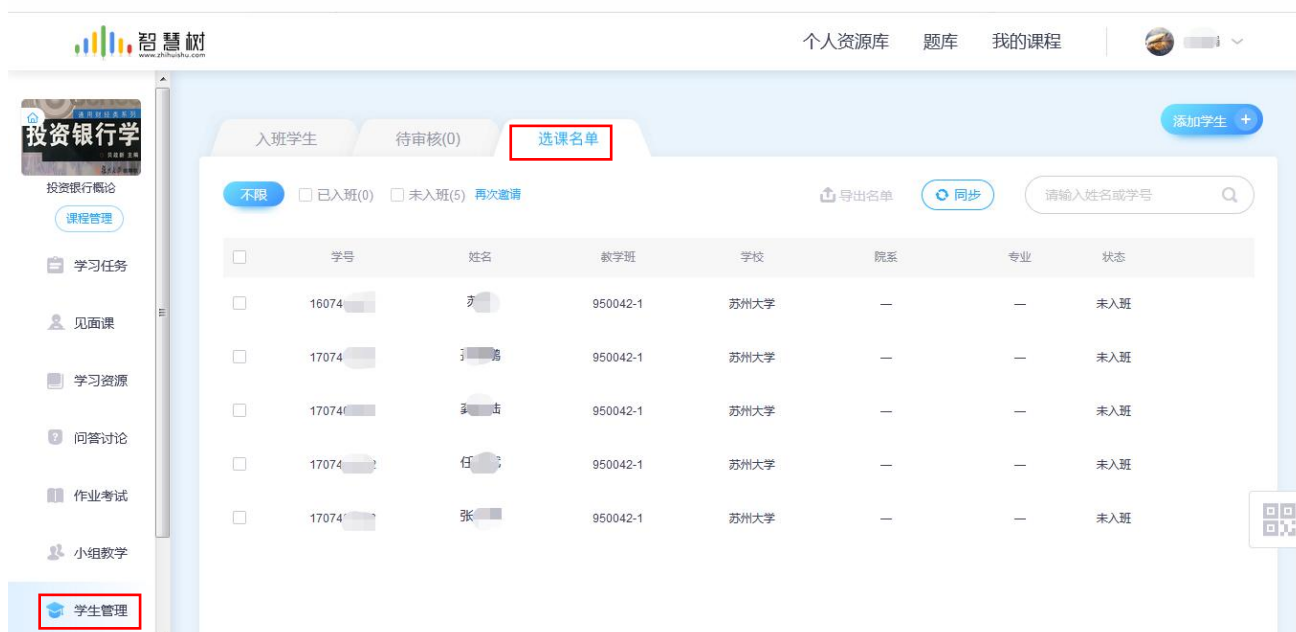 智慧树
www.zhihuishu.com
个人资源库 题库 我的课程
投资银行学
投资银行概论
课程管理
学习任务
见面课
学习资源
问答讨论
作业考试
小组教学
学生管理
入班学生 待审核(0) 选课名单
添加学生 +
不限 已入班(0) 未入班(5) 再次邀请 导出名单 同步 请输入姓名或学号
学号 姓名 教学班 学校 院系 专业 状态
16074 950042-1 苏州大学 — — 未入班
17074 950042-1 苏州大学 — — 未入班
17074 950042-1 苏州大学 — — 未入班
17074 任 950042-1 苏州大学 — — 未入班
17074 张 950042-1 苏州大学 — — 未入班